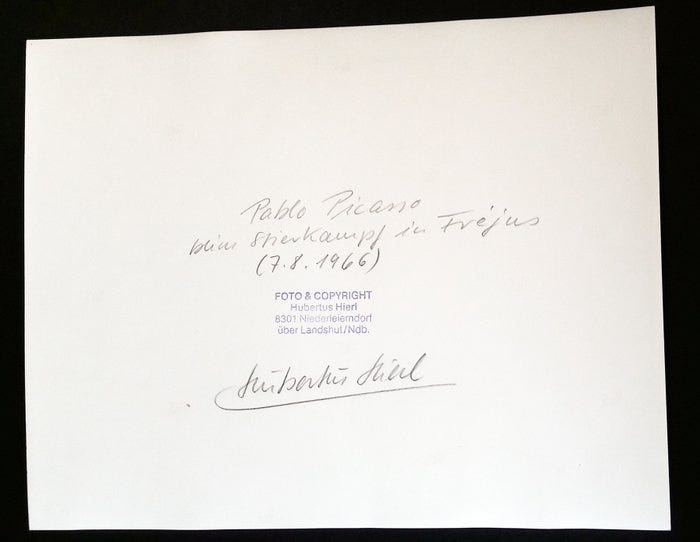 Pablo Picasso
beim Stierkampf in Fréjus
(7.8.1966)
FOTO & COPYRIGHT
Hubertus Hierl
8301 Niederleierndorf
über Landshut/Ndb.
Hubertus Hierl